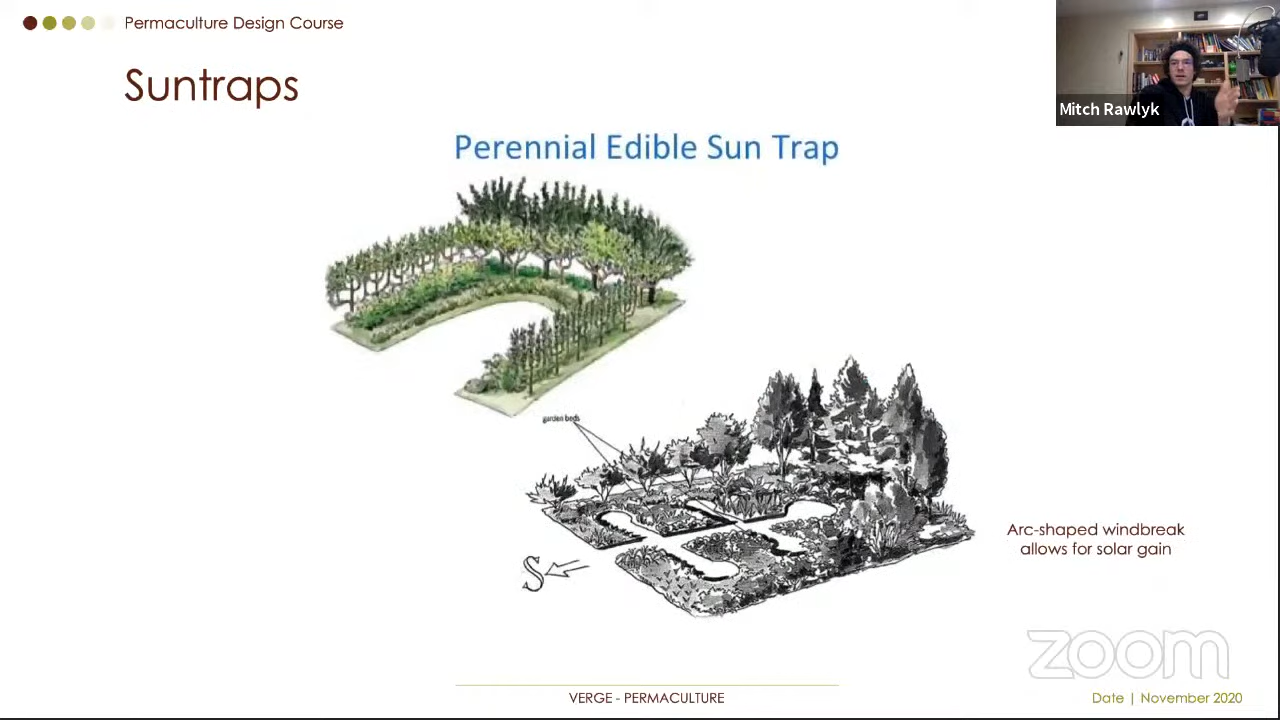 Permaculture Design Course
Suntraps
Mitch Rawlyk
Perennial Edible Sun Trap
garden beds
S
Arc-shaped windbreak
allows for solar gain
zoom
VERGE - PERMACULTURE
Date | November 2020